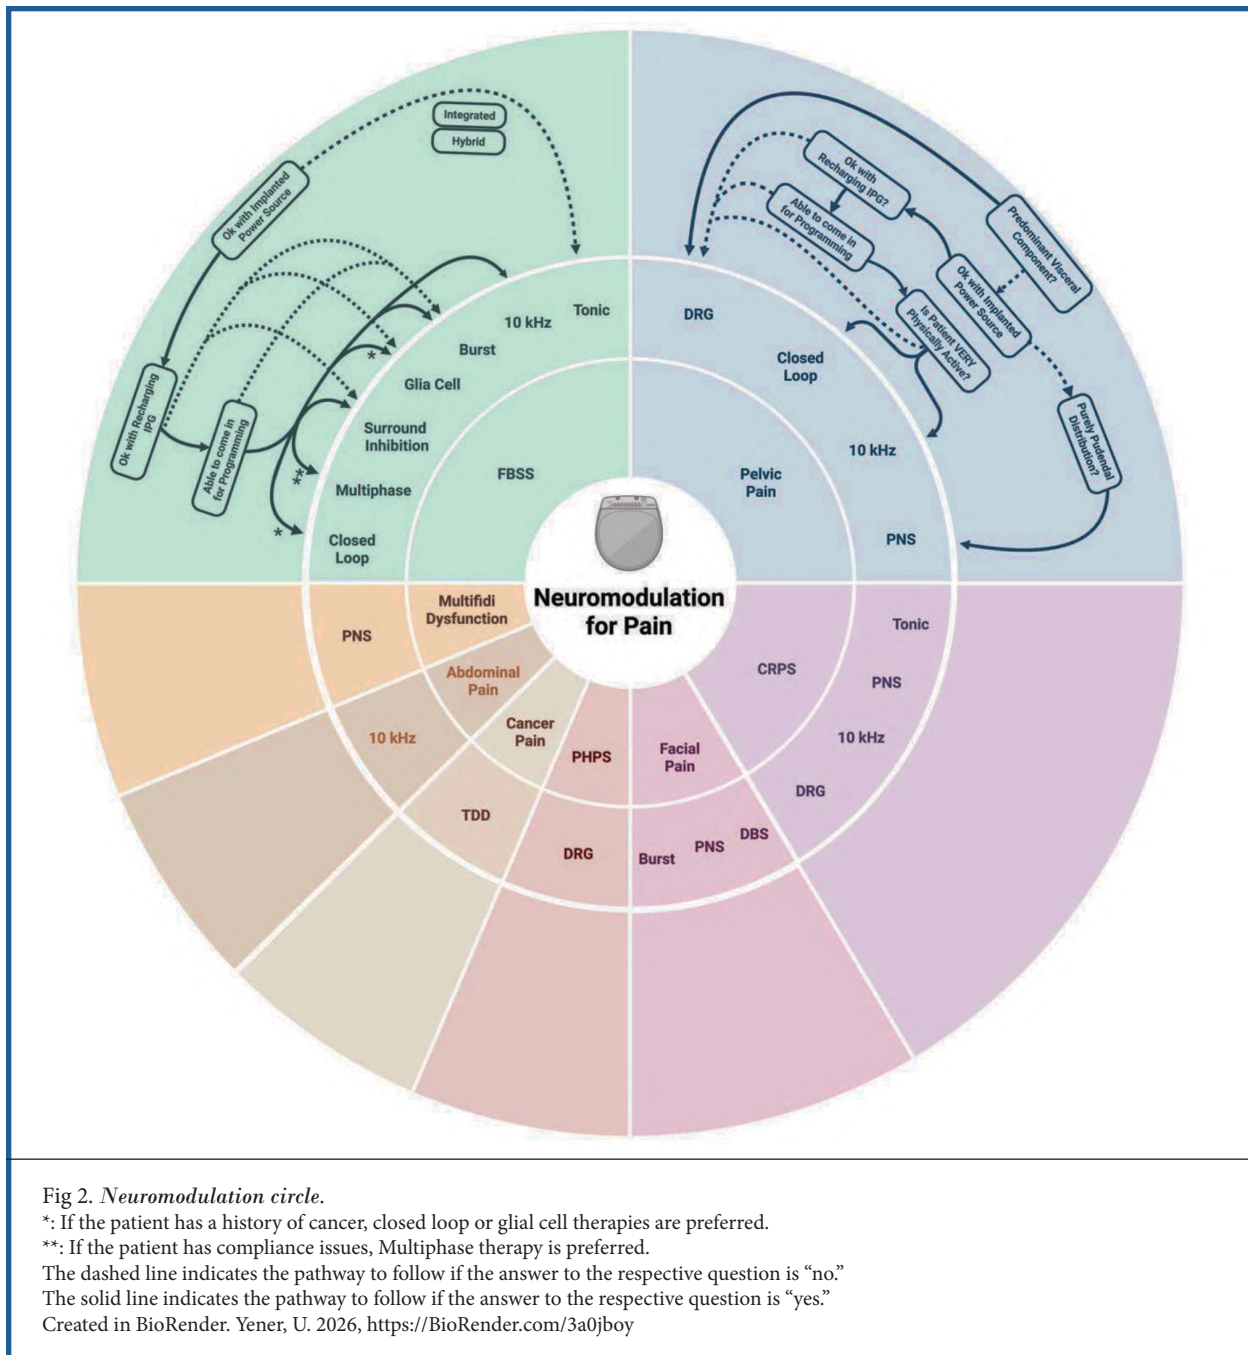 Integrated
Hybrid
Ok with Implanted
Power Source
Ok with Recharging
IPG
Able to come in
for Programming
*
*
**
Tonic
10 kHz
Burst
Glia Cell
Surround
Inhibition
Multiphase
Closed
Loop
FBSS
Predominant Visceral
Component?
Ok with Implanted
Power Source
Ok with
Recharging IPG?
Able to come in
for Programming
Is Patient VERY
Physically Active?
Purely Pudendal
Distribution?
DRG
Closed
Loop
10 kHz
PNS
Pelvic
Pain
Neuromodulation
for Pain
Multifidi
Dysfunction
PNS
Abdominal
Pain
10 kHz
Cancer
Pain
TDD
PHPS
DRG
Facial
Pain
Burst
PNS
DBS
CRPS
Tonic
PNS
10 kHz
DRG
Fig 2. Neuromodulation circle.
*: If the patient has a history of cancer, closed loop or glial cell therapies are preferred.
**: If the patient has compliance issues, Multiphase therapy is preferred.
The dashed line indicates the pathway to follow if the answer to the respective question is “no.”
The solid line indicates the pathway to follow if the answer to the respective question is “yes.”
Created in BioRender. Yener, U. 2026, https://BioRender.com/3a0jboy